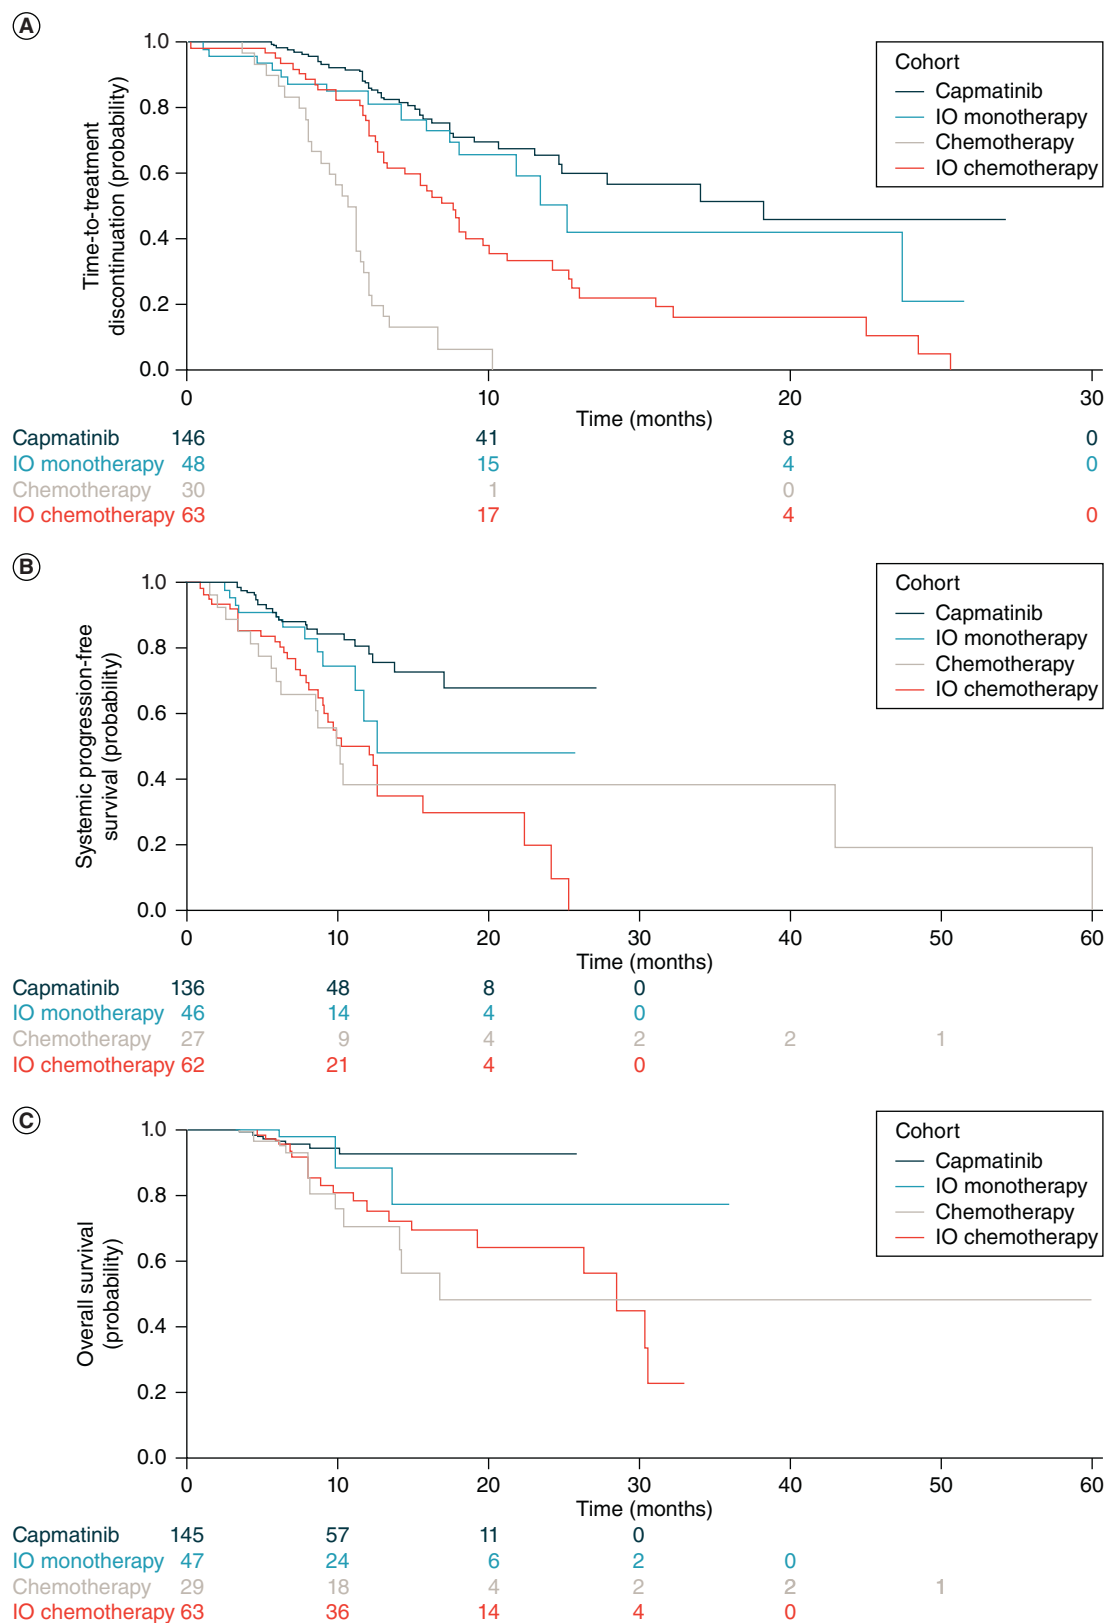 A
Time-to-treatment
discontinuation (probability)
1.0
0.8
0.6
0.4
0.2
0.0
Cohort
Capmatinib
IO monotherapy
Chemotherapy
IO chemotherapy
0 10 20 30
Time (months)
Capmatinib 146 41 8 0
IO monotherapy 48 15 4 0
Chemotherapy 30 1 0
IO chemotherapy 63 17 4 0
B
Systemic progression-free
survival (probability)
1.0
0.8
0.6
0.4
0.2
0.0
Cohort
Capmatinib
IO monotherapy
Chemotherapy
IO chemotherapy
0 10 20 30 40 50 60
Time (months)
Capmatinib 136 48 8 0
IO monotherapy 46 14 4 0
Chemotherapy 27 9 4 2 2 1
IO chemotherapy 62 21 4 0
C
Overall survival
(probability)
1.0
0.8
0.6
0.4
0.2
0.0
Cohort
Capmatinib
IO monotherapy
Chemotherapy
IO chemotherapy
0 10 20 30 40 50 60
Time (months)
Capmatinib 145 57 11 0
IO monotherapy 47 24 6 2 0
Chemotherapy 29 18 4 2 2 1
IO chemotherapy 63 36 14 4 0